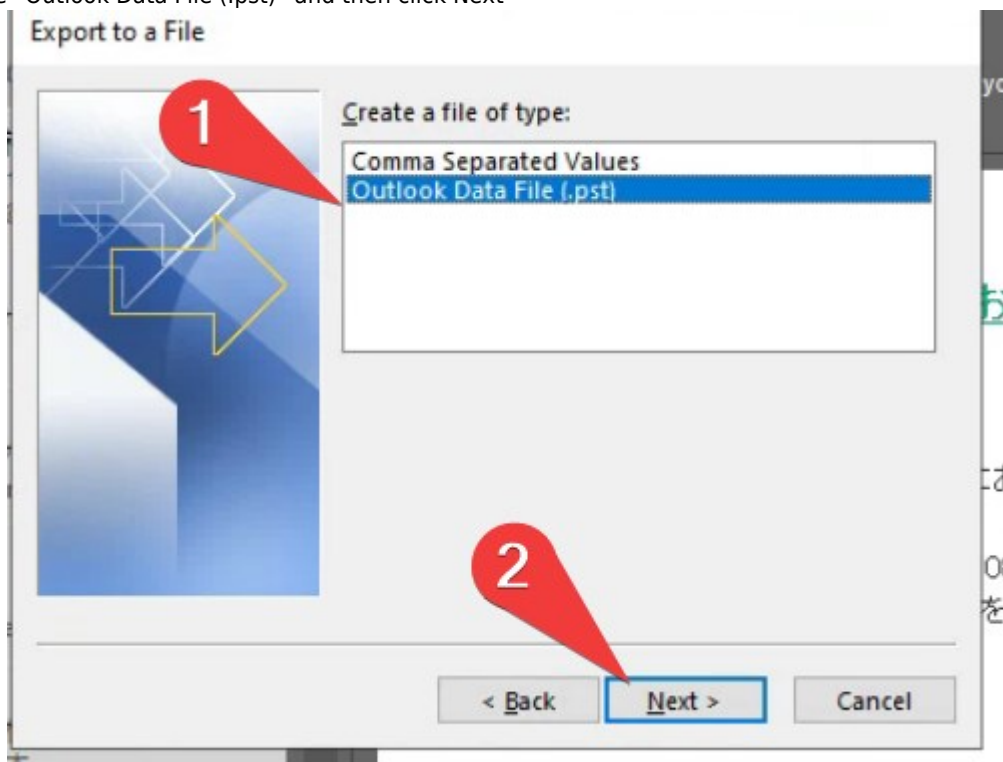 "Outlook Data File (.pst)" and then click Next
Export to a File
1
Create a file of type:
Comma Separated Values
Outlook Data File (.pst)
2
< Back
Next >
Cancel